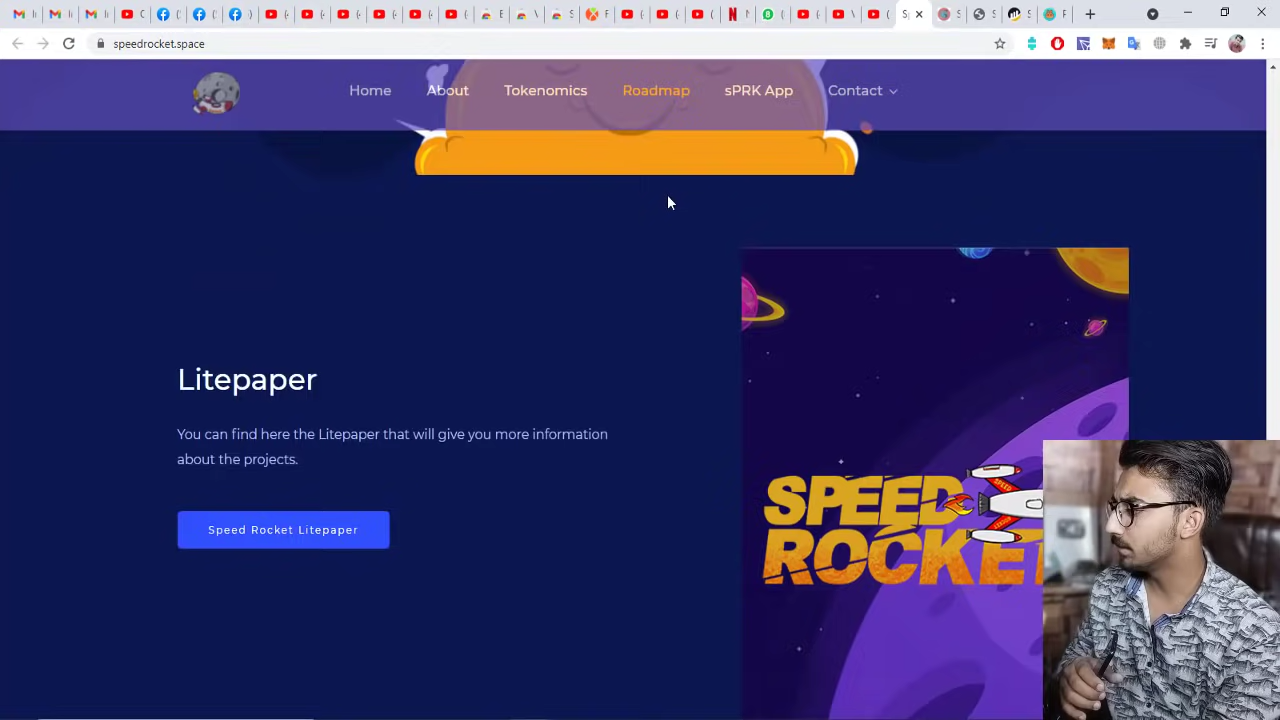 speedrocket.space
Home
About
Tokenomics
Roadmap
sPRK App
Contact
Litepaper
You can find here the Litepaper that will give you more information
about the projects.
Speed Rocket Litepaper
SPEED
ROCKET
SPEED